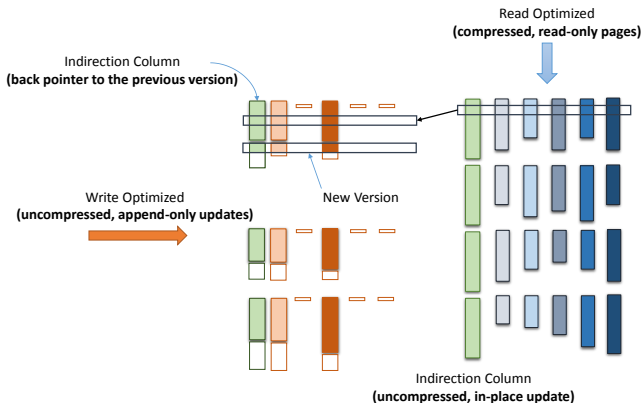 Read Optimized
(compressed, read-only pages)
Indirection Column
(back pointer to the previous version)
Write Optimized
(uncompressed, append-only updates)
New Version
Indirection Column
(uncompressed, in-place update)